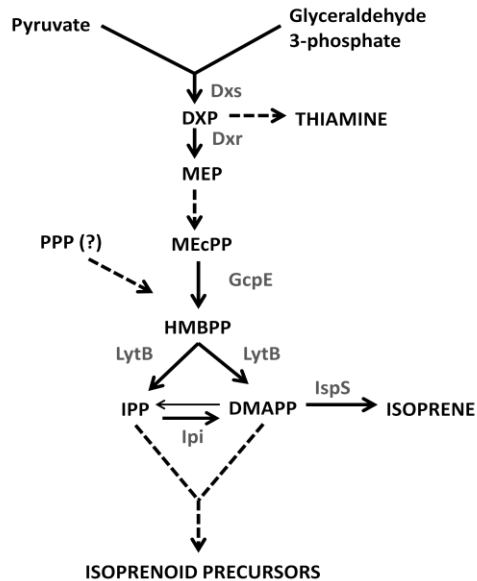 Pyruvate
Glyceraldehyde
3-phosphate
Dxs
DXP
THIAMINE
Dxr
MEP
PPP (?)
MEcPP
GcpE
HMBPP
LytB
LytB
IspS
IPP
DMAPP
ISOPRENE
Ipi
ISOPRENOID PRECURSORS